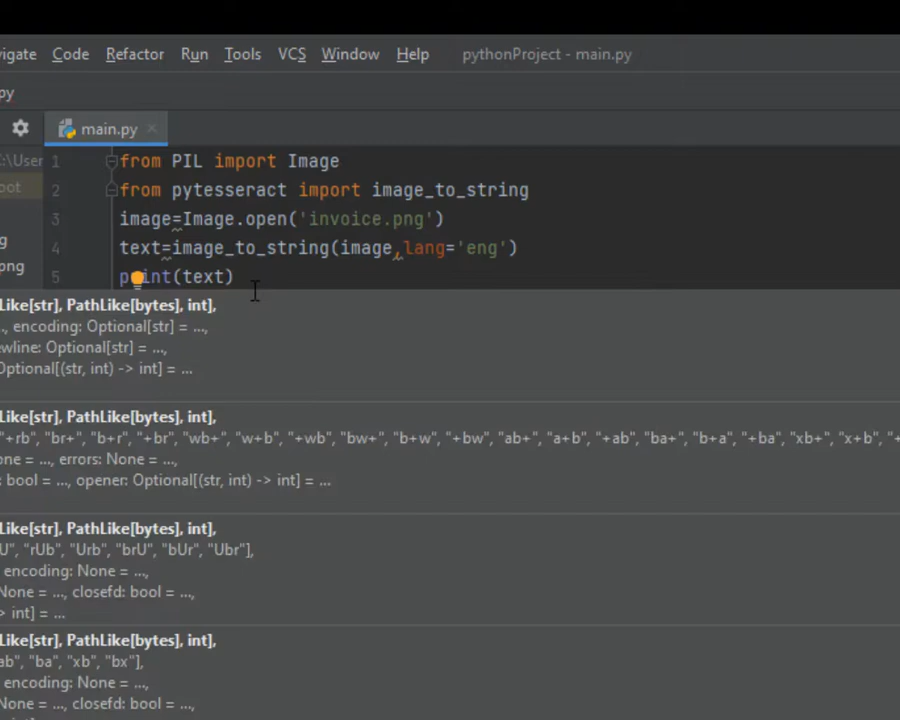 vigate Code Refactor Run Tools VCS Window Help pythonProject - main.py
py
main.py
C:\User 1 from PIL import Image
oot 2 from pytesseract import image_to_string
3 image=Image.open('invoice.png')
g 4 text=image_to_string(image,lang='eng')
png 5 print(text)
Like[str], PathLike[bytes], int],
., encoding: Optional[str] = ...,
ewline: Optional[str] = ...,
Optional[(str, int) -> int] = ...
Like[str], PathLike[bytes], int],
"+rb", "br+", "b+r", "+br", "wb+", "w+b", "+wb", "bw+", "b+w", "+bw", "ab+", "a+b", "+ab", "ba+", "b+a", "+ba", "xb+", "x+b", "+
one = ..., errors: None = ...,
: bool = ..., opener: Optional[(str, int) -> int] = ...
Like[str], PathLike[bytes], int],
U", "rUb", "Urb", "brU", "bUr", "Ubr"],
encoding: None = ...,
None = ..., closefd: bool = ...,
> int] = ...
Like[str], PathLike[bytes], int],
ab", "ba", "xb", "bx"],
encoding: None = ...,
None = ..., closefd: bool = ...,